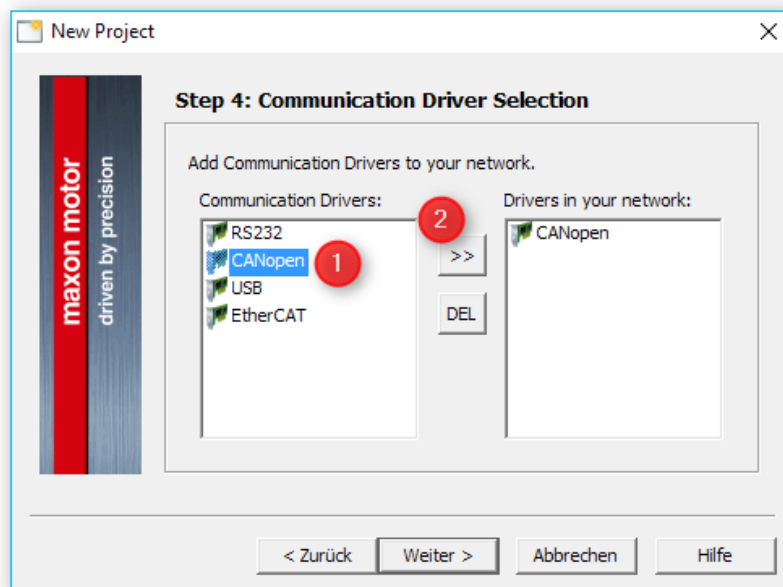 New Project
maxon motor
driven by precision
Step 4: Communication Driver Selection
Add Communication Drivers to your network.
Communication Drivers:
RS232
CANopen
USB
EtherCAT
1
2
>>
DEL
Drivers in your network:
CANopen
< Zurück
Weiter >
Abbrechen
Hilfe